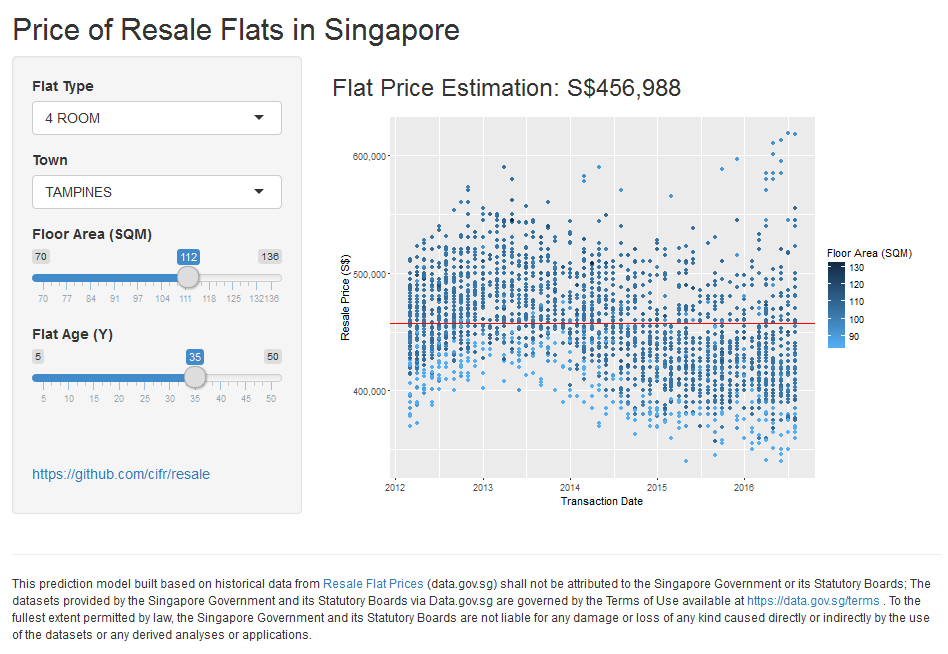 Price of Resale Flats in Singapore
Flat Type
4 ROOM
Town
TAMPINES
Floor Area (SQM)
70 112 136
70 77 84 91 97 104 111 118 125 132136
Flat Age (Y)
5 35 50
5 10 15 20 25 30 35 40 45 50
https://github.com/cifr/resale
Flat Price Estimation: S$456,988
600,000
500,000
400,000
Resale Price (S$)
2012 2013 2014 2015 2016
Transaction Date
Floor Area (SQM)
130
120
110
100
90
This prediction model built based on historical data from Resale Flat Prices (data.gov.sg) shall not be attributed to the Singapore Government or its Statutory Boards; The
datasets provided by the Singapore Government and its Statutory Boards via Data.gov.sg are governed by the Terms of Use available at https://data.gov.sg/terms . To the
fullest extent permitted by law, the Singapore Government and its Statutory Boards are not liable for any damage or loss of any kind caused directly or indirectly by the use
of the datasets or any derived analyses or applications.